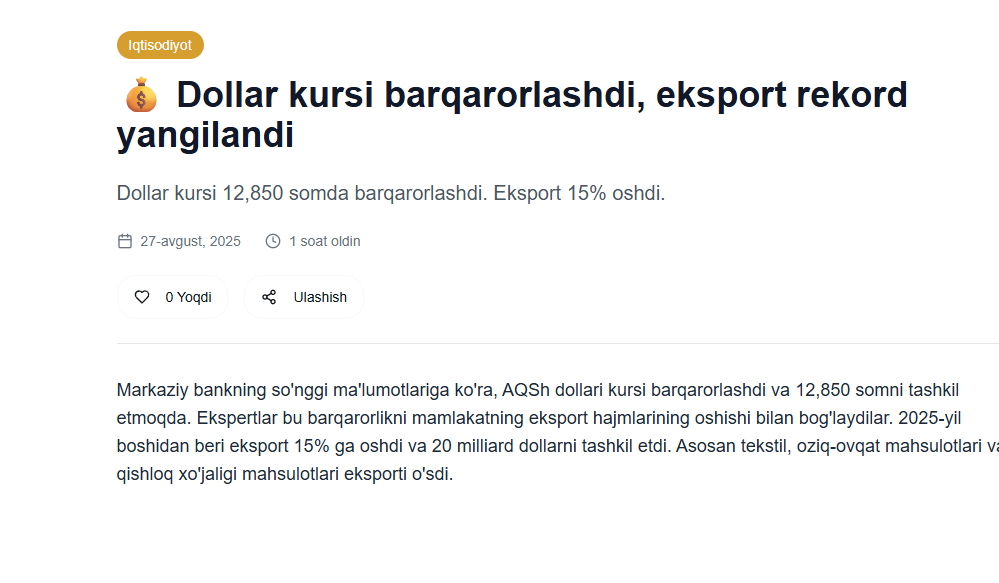 Iqtisodiyot
💰 Dollar kursi barqarorlashdi, eksport rekord
yangilandi
Dollar kursi 12,850 somda barqarorlashdi. Eksport 15% oshdi.
27-avgust, 2025 1 soat oldin
0 Yoqdi Ulashish
Markaziy bankning so'nggi ma'lumotlariga ko'ra, AQSh dollari kursi barqarorlashdi va 12,850 somni tashkil
etmoqda. Ekspertlar bu barqarorlikni mamlakatning eksport hajmlarining oshishi bilan bog'laydilar. 2025-yil
boshidan beri eksport 15% ga oshdi va 20 milliard dollarni tashkil etdi. Asosan tekstil, oziq-ovqat mahsulotlari va
qishloq xo'jaligi mahsulotlari eksporti o'sdi.